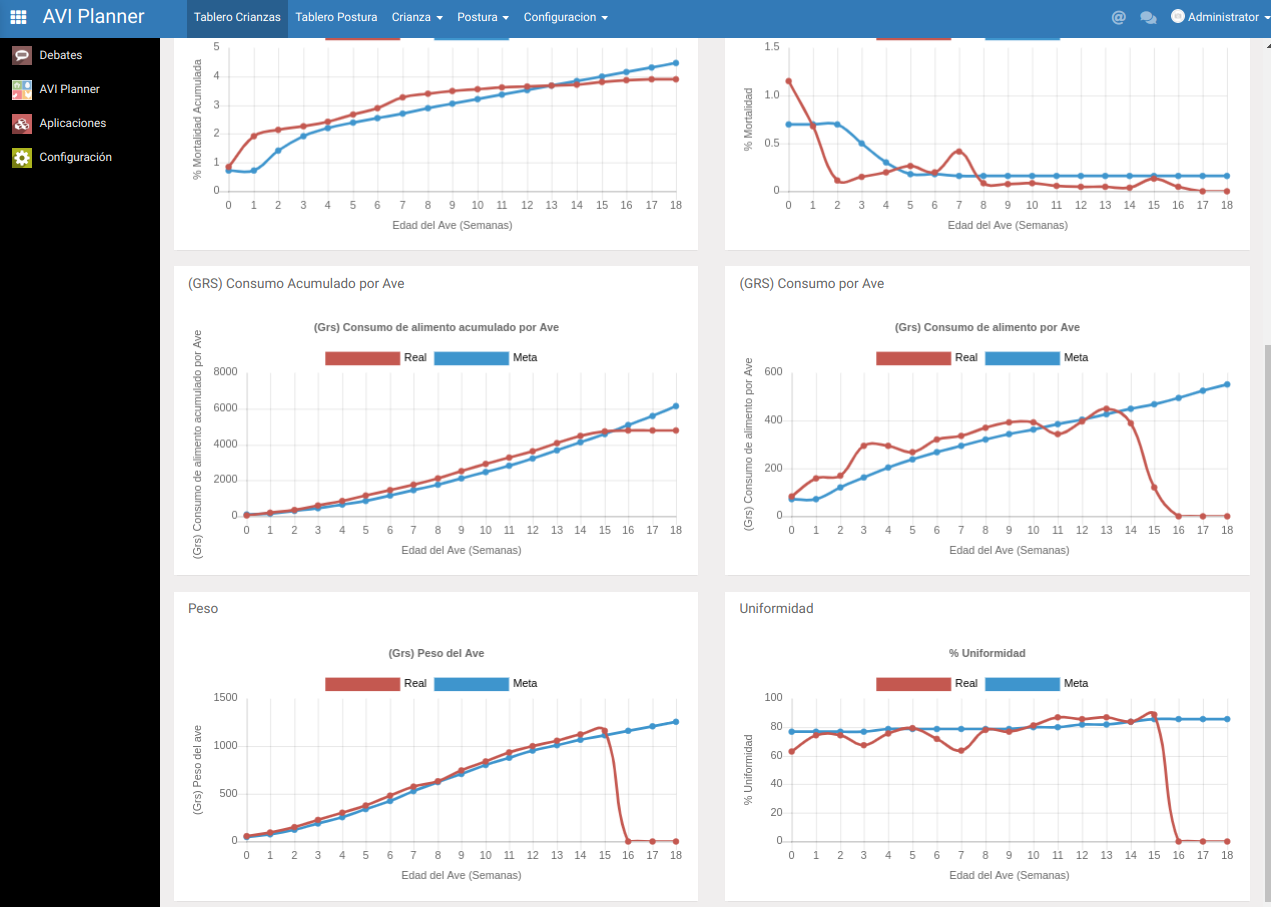 AVI Planner Tablero Crianzas Tablero Postura Crianza Postura Configuracion @ Administrator
Debates
AVI Planner
Aplicaciones
Configuración
% Mortalidad Acumulada
5
4
3
2
1
0
0 1 2 3 4 5 6 7 8 9 10 11 12 13 14 15 16 17 18
Edad del Ave (Semanas)
% Mortalidad
1.5
1.0
0.5
0
0 1 2 3 4 5 6 7 8 9 10 11 12 13 14 15 16 17 18
Edad del Ave (Semanas)
(GRS) Consumo Acumulado por Ave
(Grs) Consumo de alimento acumulado por Ave
Real Meta
(Grs) Consumo de alimento acumulado por Ave
8000
6000
4000
2000
0
0 1 2 3 4 5 6 7 8 9 10 11 12 13 14 15 16 17 18
Edad del Ave (Semanas)
(GRS) Consumo por Ave
(Grs) Consumo de alimento por Ave
Real Meta
(Grs) Consumo de alimento por Ave
600
400
200
0
0 1 2 3 4 5 6 7 8 9 10 11 12 13 14 15 16 17 18
Edad del Ave (Semanas)
Peso
(Grs) Peso del Ave
Real Meta
(Grs) Peso del ave
1500
1000
500
0
0 1 2 3 4 5 6 7 8 9 10 11 12 13 14 15 16 17 18
Edad del Ave (Semanas)
Uniformidad
% Uniformidad
Real Meta
% Uniformidad
100
80
60
40
20
0
0 1 2 3 4 5 6 7 8 9 10 11 12 13 14 15 16 17 18
Edad del Ave (Semanas)